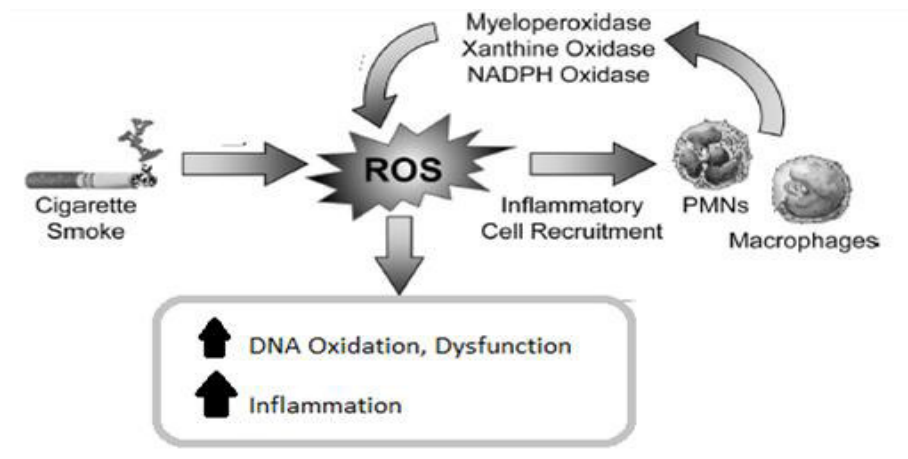 Myeloperoxidase
Xanthine Oxidase
NADPH Oxidase
ROS
Cigarette
Smoke
Inflammatory
Cell Recruitment
PMNs
Macrophages
DNA Oxidation, Dysfunction
Inflammation